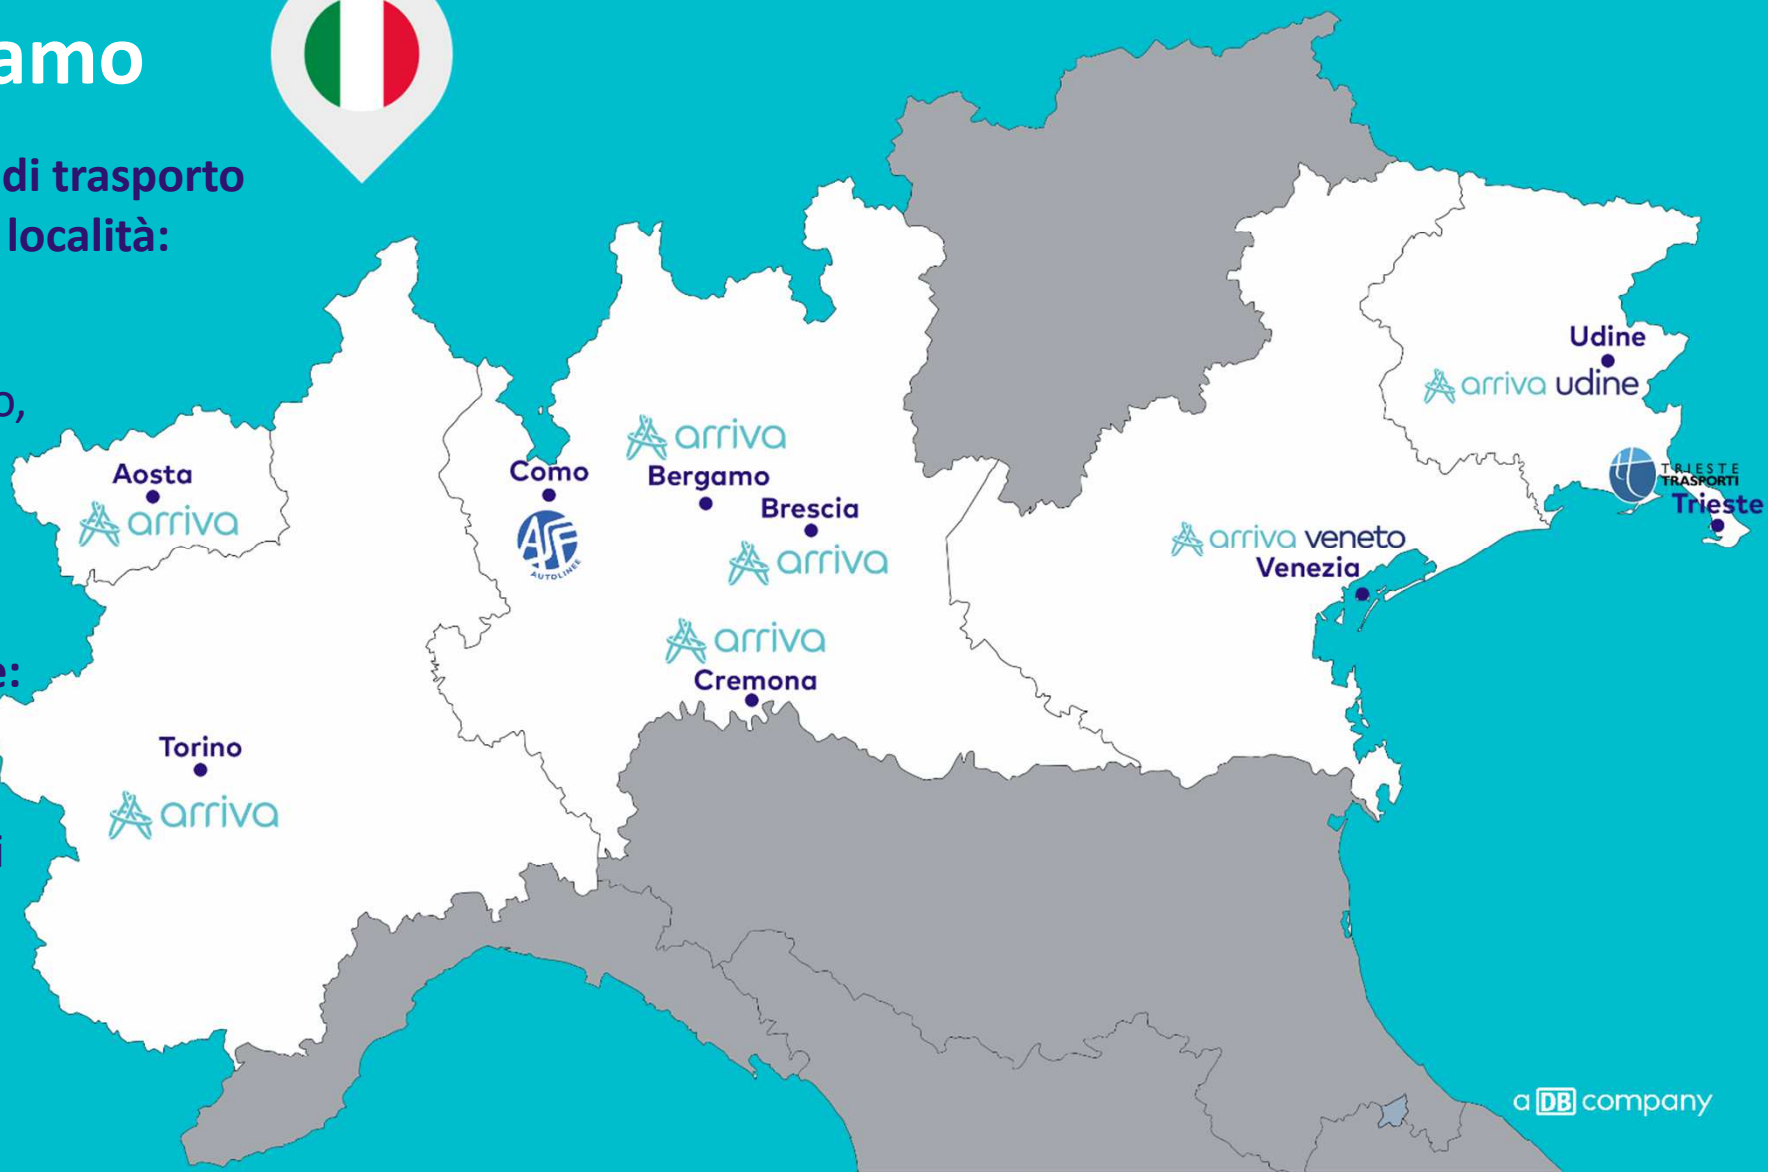 amo
di trasporto
località:
o,
e:
i
Aosta
arriva
Torino
arriva
Como
ASF
AUTOLINEE
arriva
Bergamo
Brescia
arriva
arriva
Cremona
arriva veneto
Venezia
Udine
arriva udine
TRIESTE
TRASPORTI
Trieste
a DB company